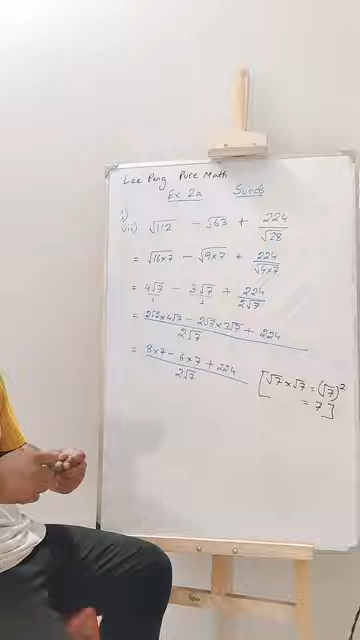 Lee Peng Pure Math
Ex 2a Surds
1)
vii) √112 - √63 + 224/√28
= √16×7 - √9×7 + 224/√4×7
= 4√7/1 - 3√7/1 + 224/2√7
= 2√7×4√7 - 2√7×3√7 + 224/2√7
= 8×7 - 6×7 + 224/2√7
[√7×√7 = (√7)²
= 7]